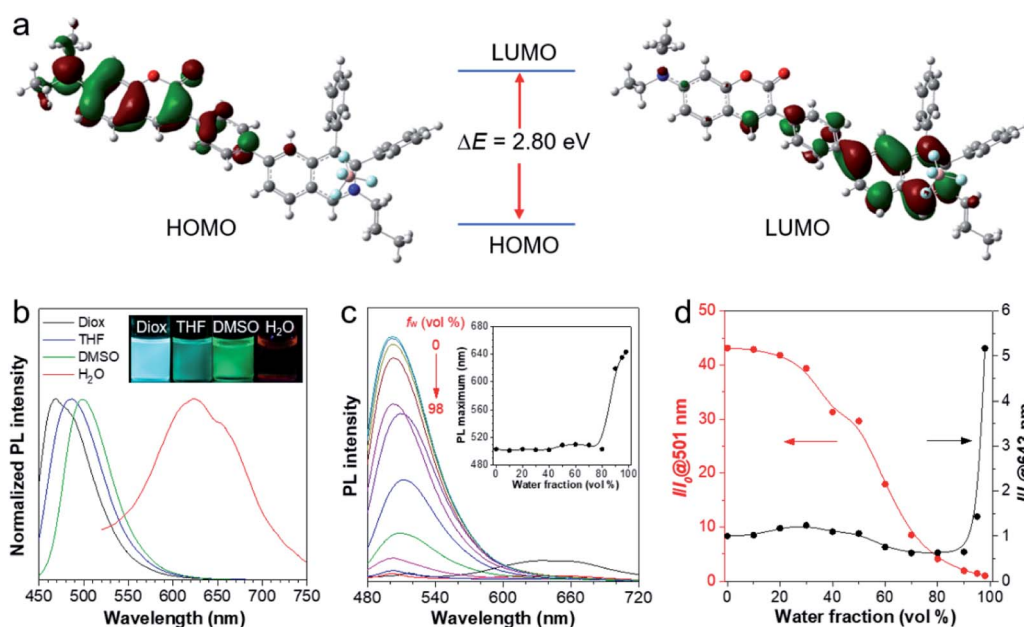 a
LUMO
ΔE = 2.80 eV
HOMO
HOMO
LUMO
b
Diox
THF
DMSO
H₂O
Diox THF DMSO H₂O
Normalized PL intensity
450 500 550 600 650 700 750
Wavelength (nm)
c
fw (vol %)
0
98
PL intensity
480 540 600 660 720
Wavelength (nm)
PL maximum (nm)
680
640
600
560
520
480
0 20 40 60 80 100
Water fraction (vol %)
d
I/I₀@501 nm
50
40
30
20
10
0
0 20 40 60 80 100
Water fraction (vol %)
6
5
4
3
2
1
0
I/I₀@643 nm